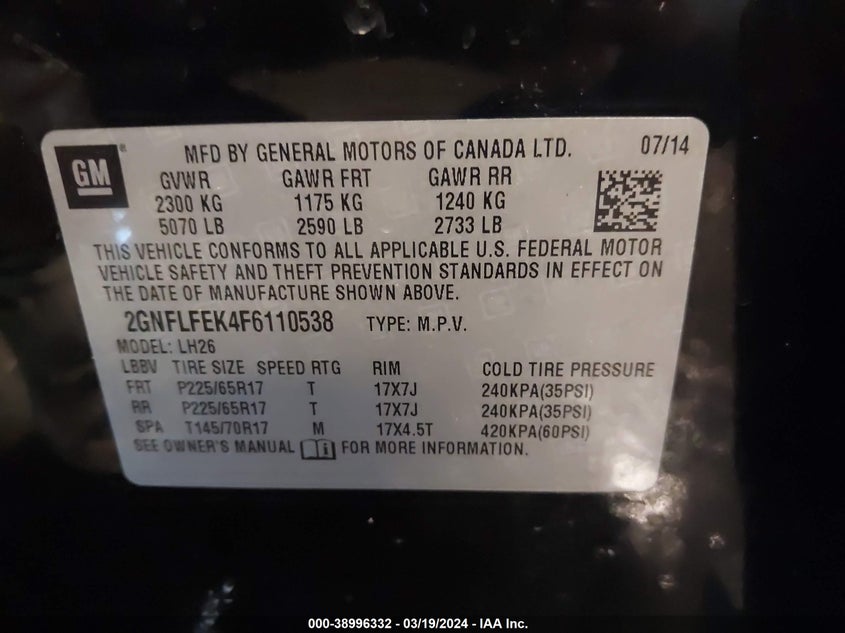 GM ® MFD BY GENERAL MOTORS OF CANADA LTD. 07/14
GVWR GAWR FRT GAWR RR
2300 KG 1175 KG 1240 KG
5070 LB 2590 LB 2733 LB
THIS VEHICLE CONFORMS TO ALL APPLICABLE U.S. FEDERAL MOTOR
VEHICLE SAFETY AND THEFT PREVENTION STANDARDS IN EFFECT ON
THE DATE OF MANUFACTURE SHOWN ABOVE.
2GNFLFEK4F6110538 TYPE: M.P.V.
MODEL: LH26
LBBV TIRE SIZE SPEED RTG RIM COLD TIRE PRESSURE
FRT P225/65R17 T 17X7J 240KPA(35PSI)
RR P225/65R17 T 17X7J 240KPA(35PSI)
SPA T145/70R17 M 17X4.5T 420KPA(60PSI)
SEE OWNER'S MANUAL FOR MORE INFORMATION.
000-38996332 - 03/19/2024 - IAA Inc.